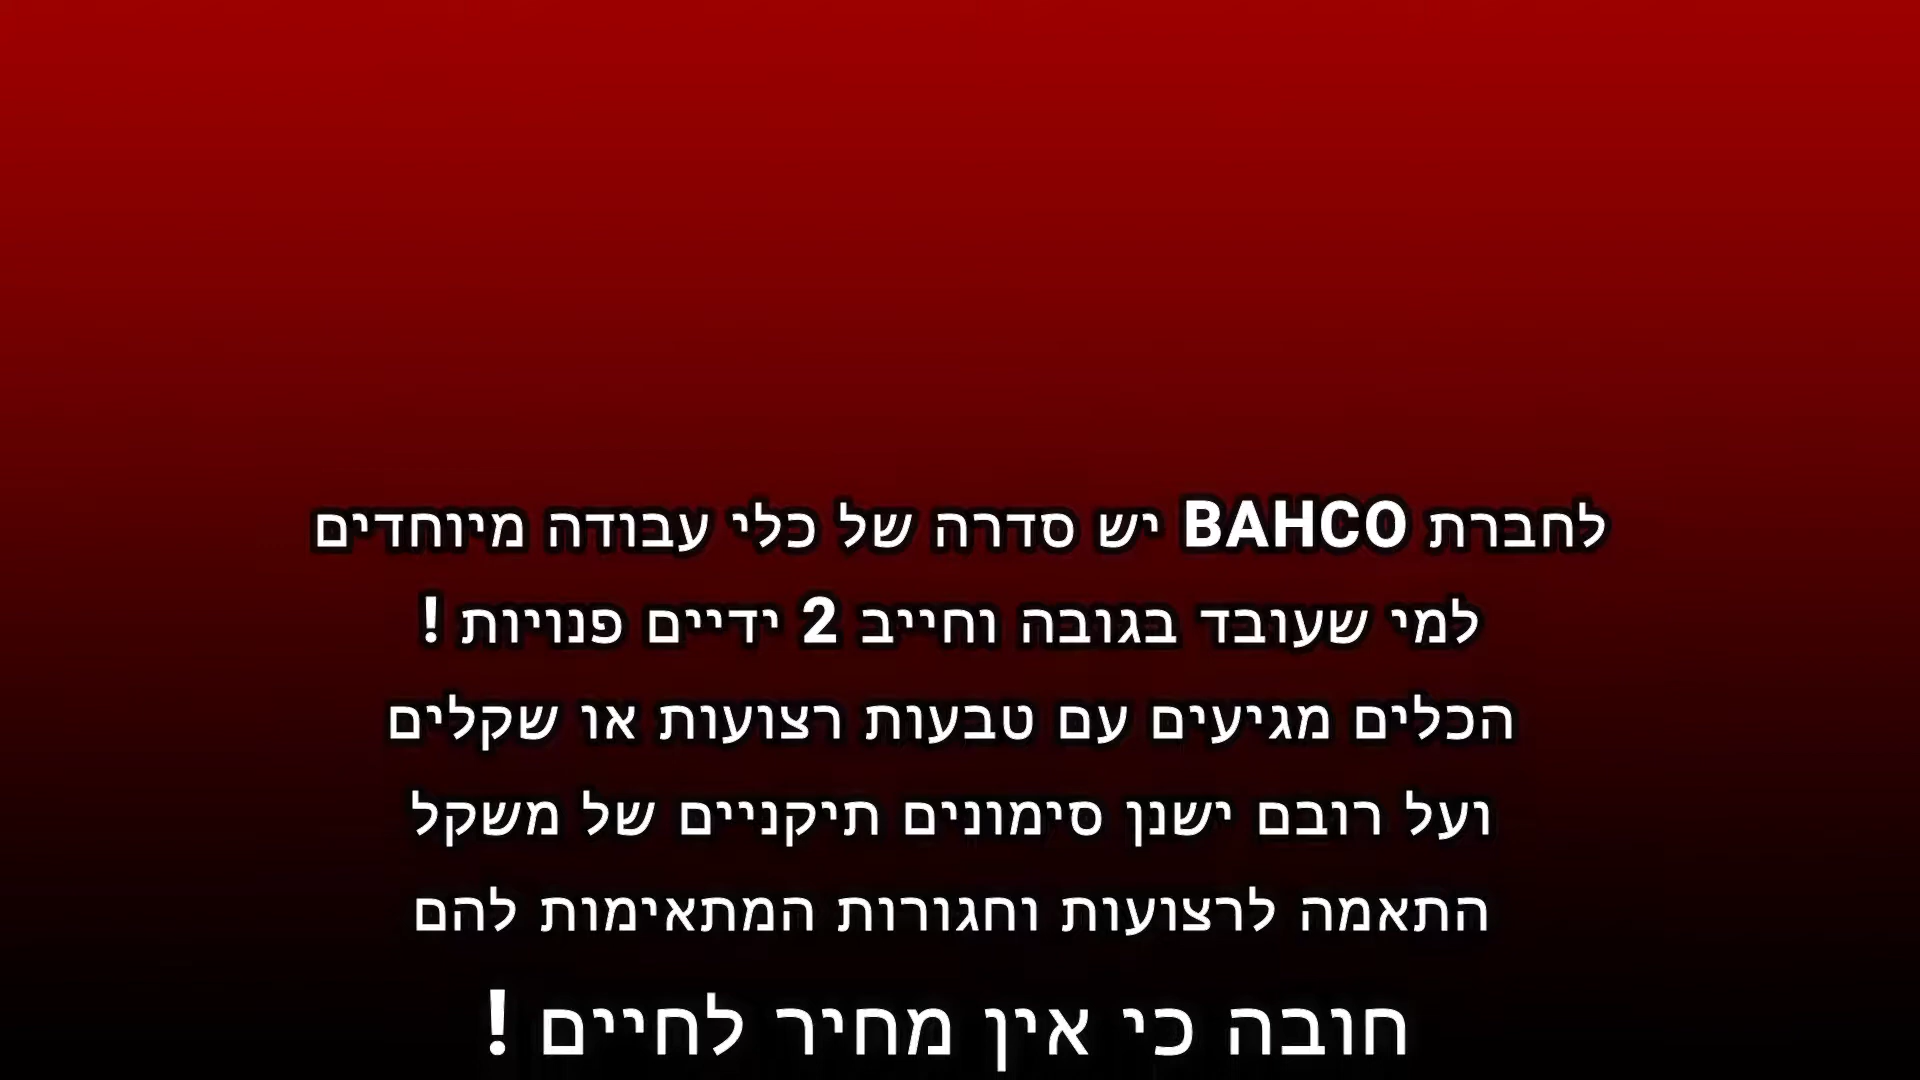 לחברת BAHCO יש סדרה של כלי עבודה מיוחדים
למי שעובד בגובה וחייב 2 ידיים פנויות !
הכלים מגיעים עם טבעות רצועות או שקלים
ועל רובם ישנן סימונים תיקניים של משקל
התאמה לרצועות וחגורות המתאימות להם
חובה כי אין מחיר לחיים !